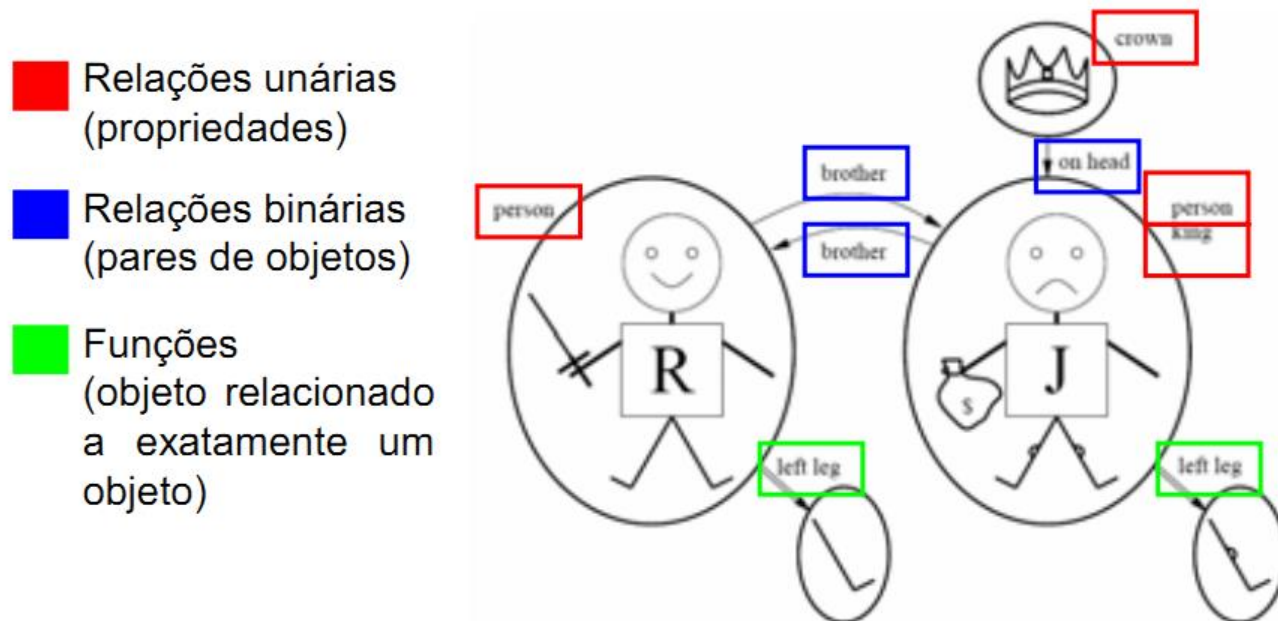 Relações unárias
(propriedades)
Relações binárias
(pares de objetos)
Funções
(objeto relacionado
a exatamente um
objeto)
crown
on head
brother
person
person
king
brother
R
J
$
left leg
left leg